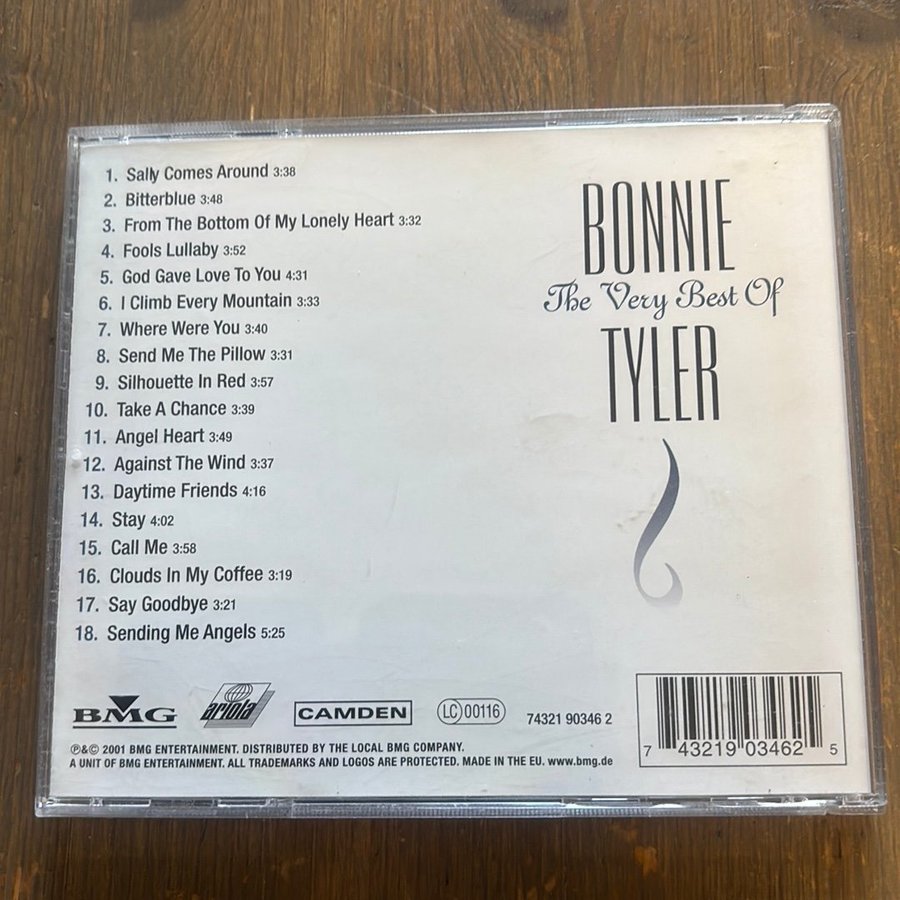 1. Sally Comes Around 3:38
2. Bitterblue 3:48
3. From The Bottom Of My Lonely Heart 3:32
4. Fools Lullaby 3:52
5. God Gave Love To You 4:31
6. I Climb Every Mountain 3:33
7. Where Were You 3:40
8. Send Me The Pillow 3:31
9. Silhouette In Red 3:57
10. Take A Chance 3:39
11. Angel Heart 3:49
12. Against The Wind 3:37
13. Daytime Friends 4:16
14. Stay 4:02
15. Call Me 3:58
16. Clouds In My Coffee 3:19
17. Say Goodbye 3:21
18. Sending Me Angels 5:25
BONNIE
The Very Best Of
TYLER
BMG ariola CAMDEN LC 00116 74321 90346 2
7 43219 03462 5
℗&© 2001 BMG ENTERTAINMENT. DISTRIBUTED BY THE LOCAL BMG COMPANY.
A UNIT OF BMG ENTERTAINMENT. ALL TRADEMARKS AND LOGOS ARE PROTECTED. MADE IN THE EU. www.bmg.de